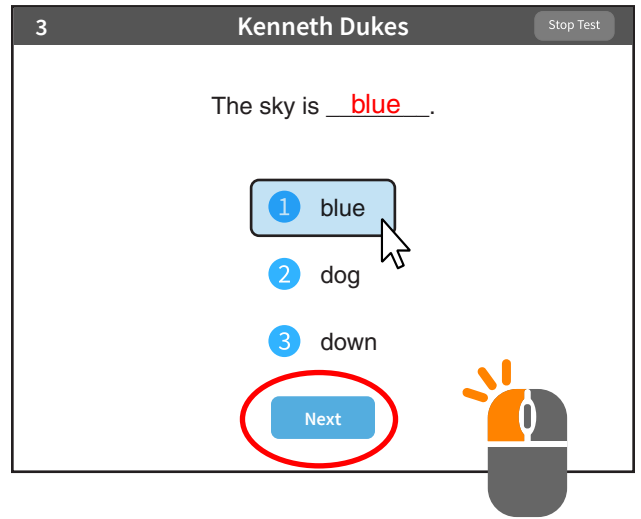 3 Kenneth Dukes Stop Test
The sky is blue.
1 blue
2 dog
3 down
Next